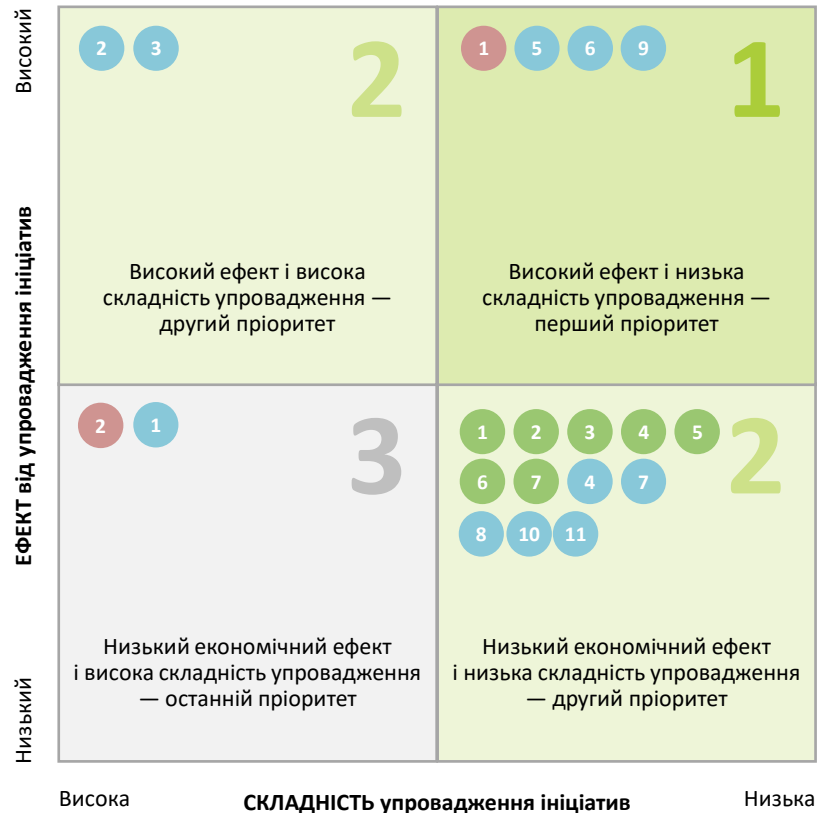 Високий
2 3
2
Високий ефект і висока
складність упровадження —
другий пріоритет
1 5 6 9
1
Високий ефект і низька
складність упровадження —
перший пріоритет
ЕФЕКТ від упровадження ініціатив
2 1
3
Низький економічний ефект
і висока складність упровадження
— останній пріоритет
1 2 3 4 5
2
6 7 4 7
8 10 11
Низький економічний ефект
і низька складність упровадження
— другий пріоритет
Низький
Висока
СКЛАДНІСТЬ упровадження ініціатив
Низька